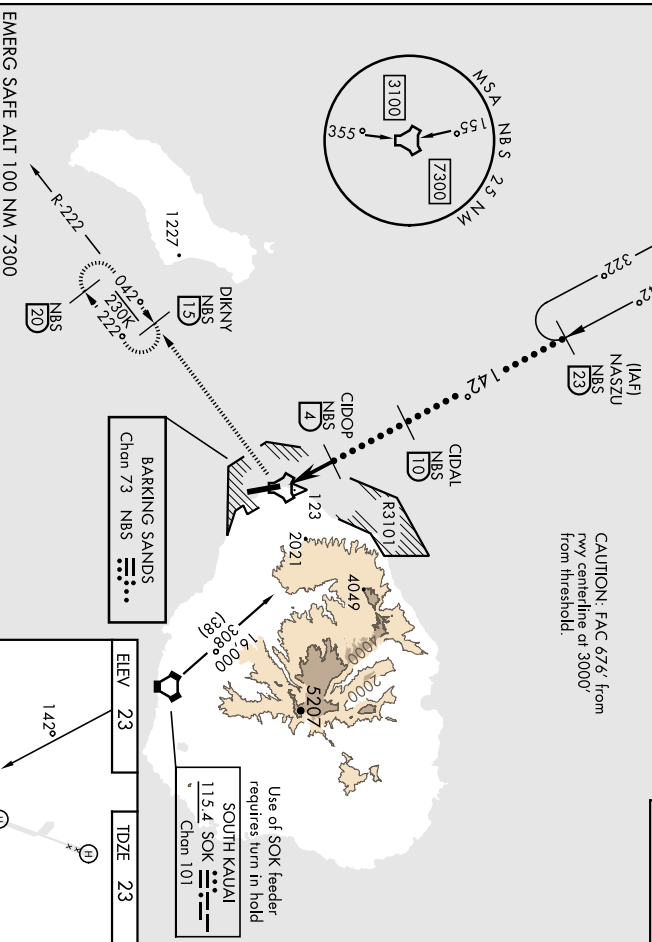 CAUTION: FAC 676' from
rwy centerline at 3000'
from threshold.
42°
322°
(IAF)
NASZU
NBS
23
142°
CIDAL
NBS
10
CIDOP
NBS
4
R3101
123
2021
4049
4000
2000
5207
16,000
308°
(38)
Use of SOK feeder
requires turn in hold
SOUTH KAUAI
115.4 SOK
Chan 101
MSA NBS 25 NM
155°
7300
3100
355°
BARKING SANDS
Chan 73 NBS
DIKNY
NBS
15
042°
230K
222°
NBS
20
R-222
1227
EMERG SAFE ALT 100 NM 7300
ELEV 23
TDZE 23
142°
H